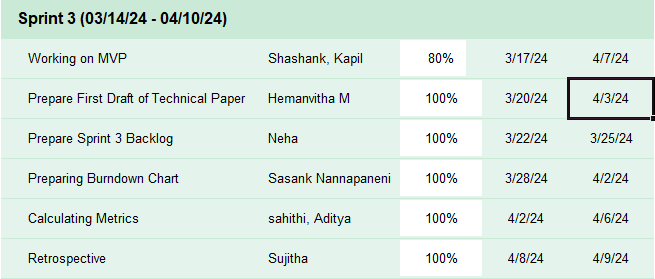 Sprint 3 (03/14/24 - 04/10/24)
Working on MVP Shashank, Kapil 80% 3/17/24 4/7/24
Prepare First Draft of Technical Paper Hemanvitha M 100% 3/20/24 4/3/24
Prepare Sprint 3 Backlog Neha 100% 3/22/24 3/25/24
Preparing Burndown Chart Sasank Nannapaneni 100% 3/28/24 4/2/24
Calculating Metrics sahithi, Aditya 100% 4/2/24 4/6/24
Retrospective Sujitha 100% 4/8/24 4/9/24